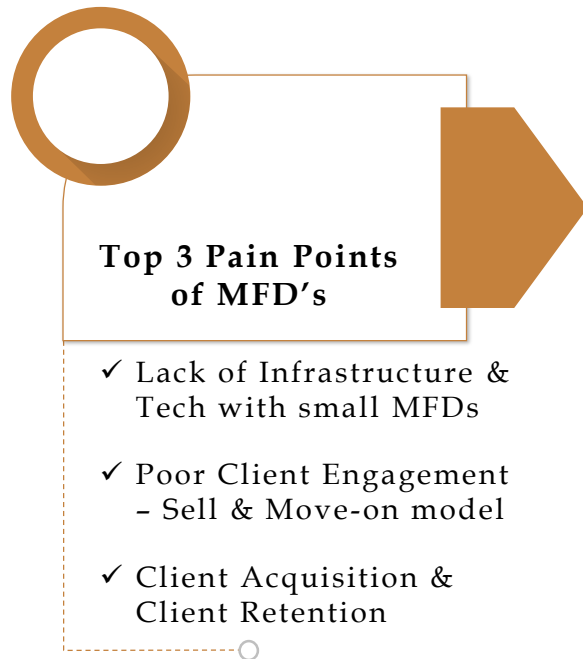 Top 3 Pain Points
of MFD’s
✓ Lack of Infrastructure &
Tech with small MFDs
✓ Poor Client Engagement
– Sell & Move-on model
✓ Client Acquisition &
Client Retention